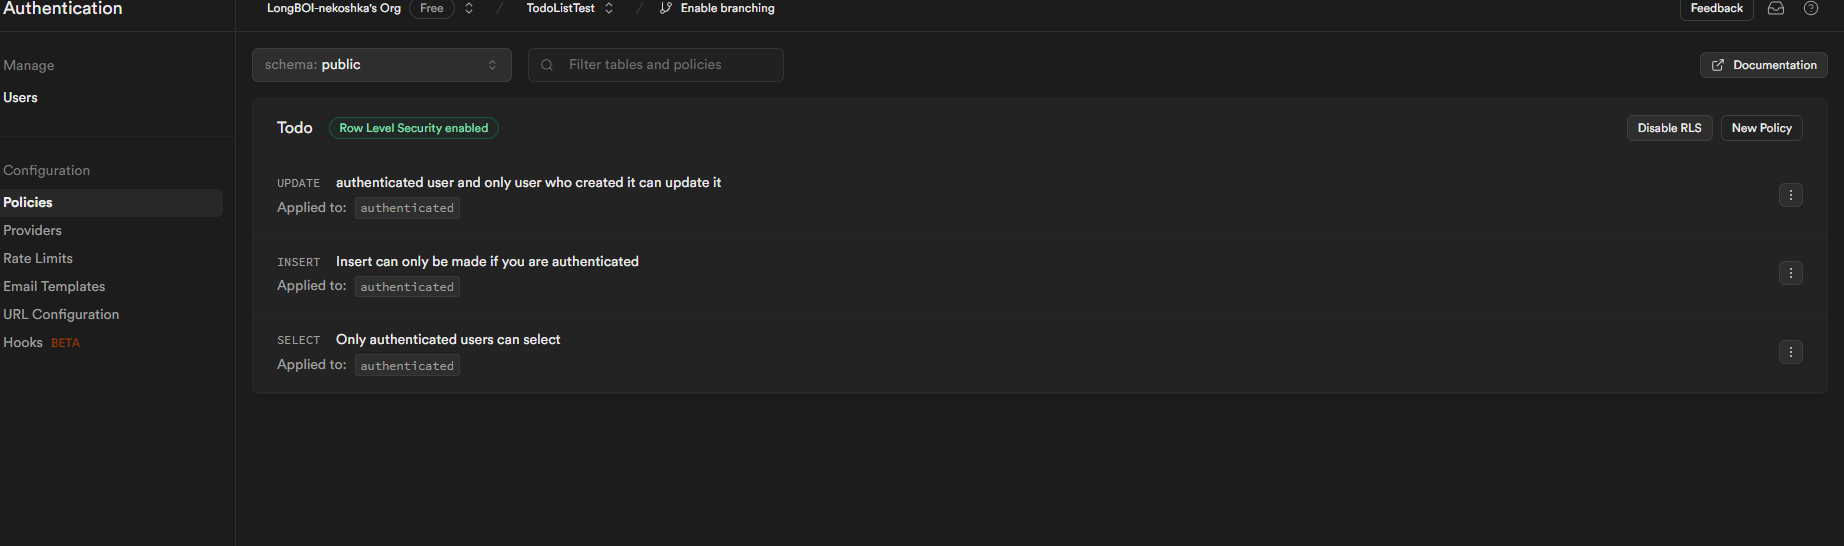 Authentication
LongBOI-nekoshka's Org Free / TodoListTest / Enable branching
Feedback
Manage
Users
Configuration
Policies
Providers
Rate Limits
Email Templates
URL Configuration
Hooks BETA
schema: public
Filter tables and policies
Documentation
Todo Row Level Security enabled
Disable RLS New Policy
UPDATE authenticated user and only user who created it can update it
Applied to: authenticated
INSERT Insert can only be made if you are authenticated
Applied to: authenticated
SELECT Only authenticated users can select
Applied to: authenticated